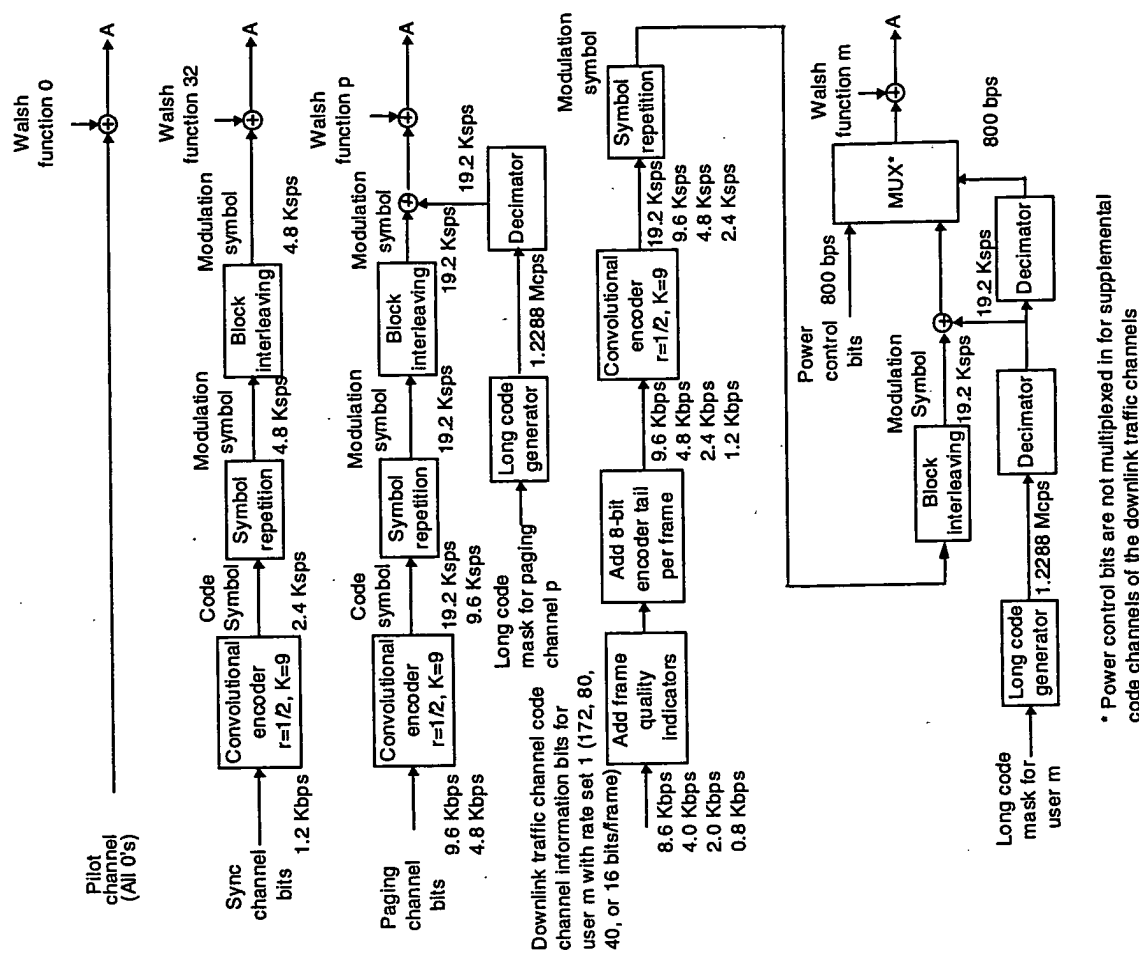 Pilot
channel
(All 0's)
Walsh
function 0
A
Sync
channel
bits
1.2 Kbps
Convolutional
encoder
r=1/2, K=9
Code
Symbol
2.4 Ksps
Symbol
repetition
Modulation
symbol
4.8 Ksps
Block
interleaving
Modulation
symbol
4.8 Ksps
Walsh
function 32
A
Paging
channel
bits
9.6 Kbps
4.8 Kbps
Convolutional
encoder
r=1/2, K=9
Code
symbol
19.2 Ksps
9.6 Ksps
Symbol
repetition
Modulation
symbol
19.2 Ksps
Block
interleaving
Modulation
symbol
19.2 Ksps
Walsh
function p
A
Long code
mask for paging
channel p
Long code
generator
1.2288 Mcps
Decimator
19.2 Ksps
Downlink traffic channel code
channel information bits for
user m with rate set 1 (172, 80,
40, or 16 bits/frame)
8.6 Kbps
4.0 Kbps
2.0 Kbps
0.8 Kbps
Add frame
quality
indicators
Add 8-bit
encoder tail
per frame
9.6 Kbps
4.8 Kbps
2.4 Kbps
1.2 Kbps
Convolutional
encoder
r=1/2, K=9
19.2 Ksps
9.6 Ksps
4.8 Ksps
2.4 Ksps
Symbol
repetition
Modulation
symbol
Block
interleaving
Modulation
Symbol
19.2 Ksps
Power
control
bits
800 bps
MUX*
Walsh
function m
A
Long code
mask for
user m
Long code
generator
1.2288 Mcps
Decimator
19.2 Ksps
Decimator
800 bps
* Power control bits are not multiplexed in for supplemental
code channels of the downlink traffic channels